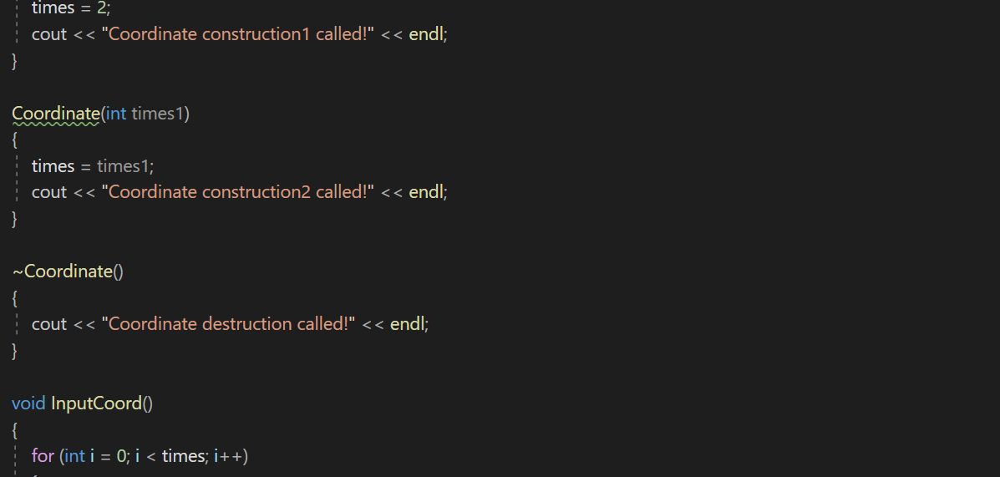 times = 2;
cout << "Coordinate construction1 called!" << endl;
}
Coordinate(int times1)
{
times = times1;
cout << "Coordinate construction2 called!" << endl;
}
~Coordinate()
{
cout << "Coordinate destruction called!" << endl;
}
void InputCoord()
{
for (int i = 0; i < times; i++)